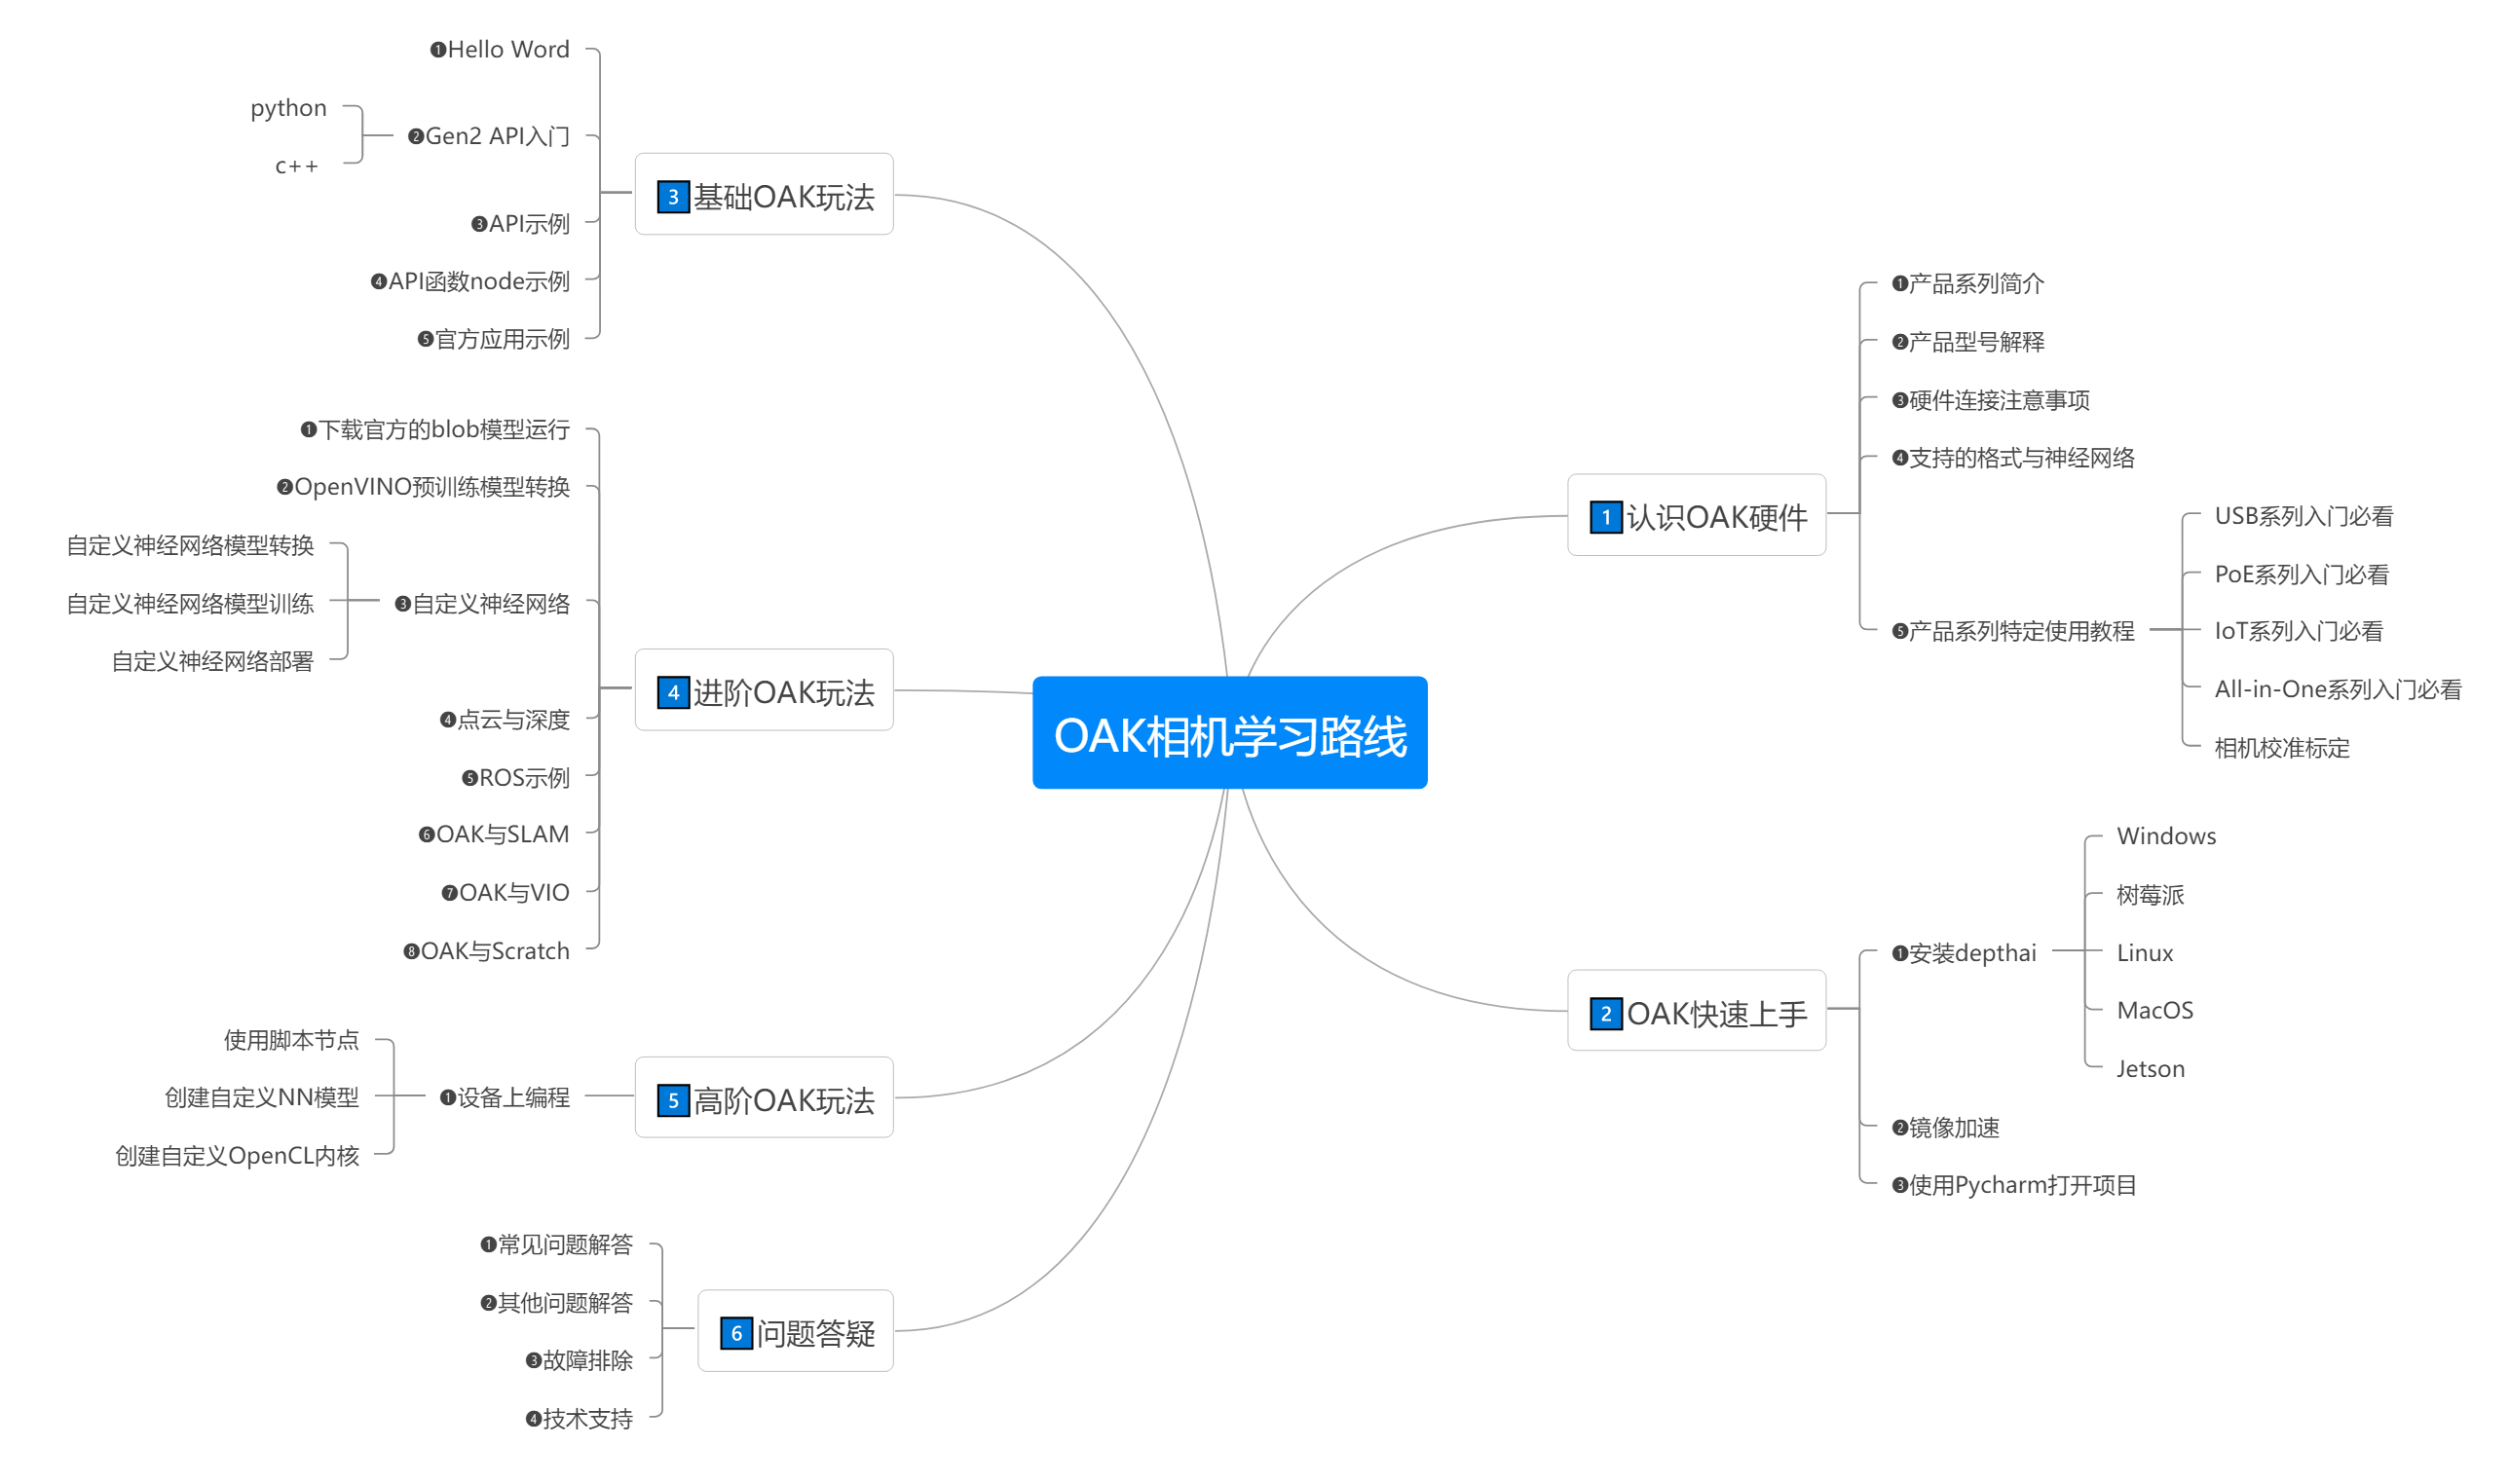 OAK相机学习路线
1 认识OAK硬件
❶产品系列简介
❷产品型号解释
❸硬件连接注意事项
❹支持的格式与神经网络
❺产品系列特定使用教程
USB系列入门必看
PoE系列入门必看
IoT系列入门必看
All-in-One系列入门必看
相机校准标定
2 OAK快速上手
❶安装depthai
Windows
树莓派
Linux
MacOS
Jetson
❷镜像加速
❸使用Pycharm打开项目
3 基础OAK玩法
❶Hello Word
❷Gen2 API入门
python
c++
❸API示例
❹API函数node示例
❺官方应用示例
4 进阶OAK玩法
❶下载官方的blob模型运行
❷OpenVINO预训练模型转换
❸自定义神经网络
自定义神经网络模型转换
自定义神经网络模型训练
自定义神经网络部署
❹点云与深度
❺ROS示例
❻OAK与SLAM
❼OAK与VIO
❽OAK与Scratch
5 高阶OAK玩法
❶设备上编程
使用脚本节点
创建自定义NN模型
创建自定义OpenCL内核
6 问题答疑
❶常见问题解答
❷其他问题解答
❸故障排除
❹技术支持